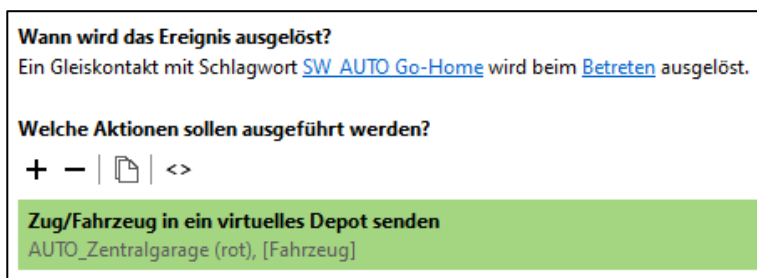 Wann wird das Ereignis ausgelöst?
Ein Gleiskontakt mit Schlagwort SW_AUTO Go-Home wird beim Betreten ausgelöst.
Welche Aktionen sollen ausgeführt werden?
Zug/Fahrzeug in ein virtuelles Depot senden
AUTO_Zentralgarage (rot), [Fahrzeug]